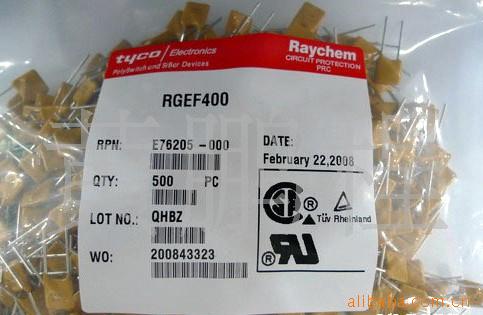 tyco Electronics
PolySwitch and SiBar Devices
Raychem
CIRCUIT PROTECTION
PRC
RGEF400
RPN: E76205-000
QTY: 500 PC
LOT NO.: QHBZ
WO: 200843323
DATE:
February 22,2008
TÜV Rheinland
alibaba.com.cn